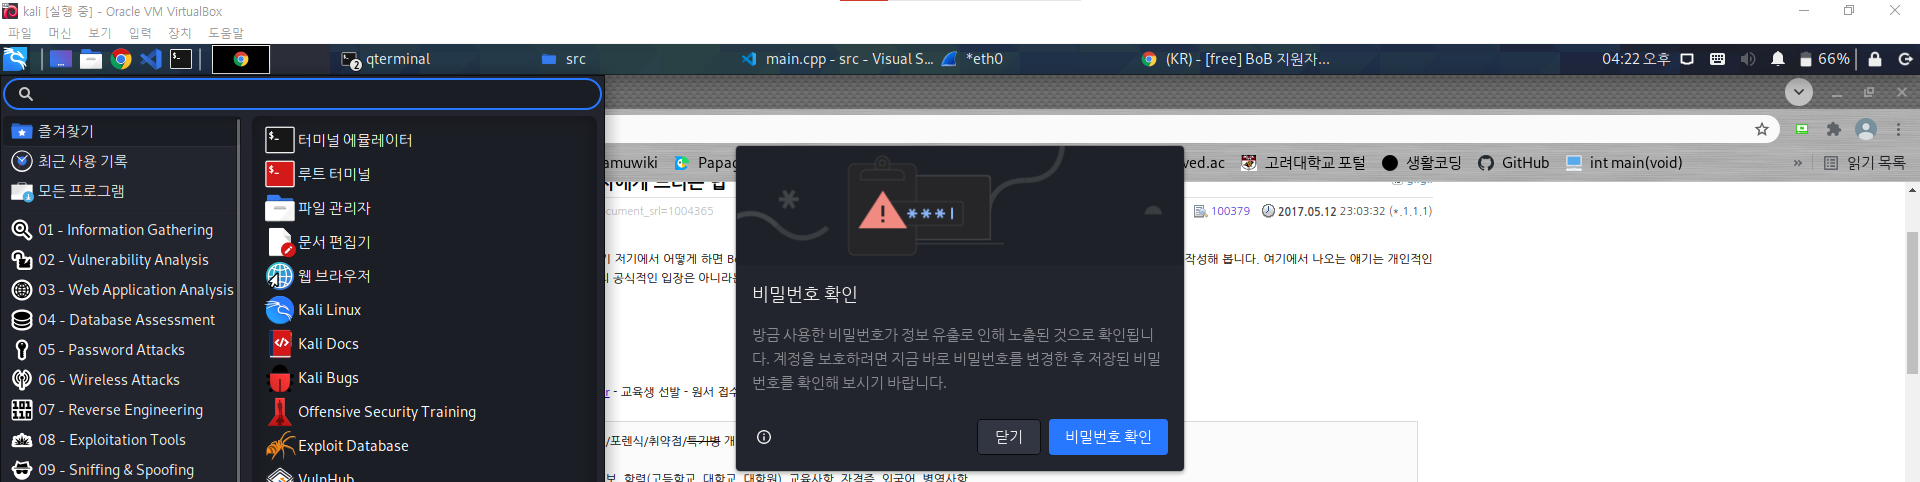 kali [실행 중] - Oracle VM VirtualBox
파일 머신 보기 입력 장치 도움말
2 qterminal src main.cpp - src - Visual S... *eth0 (KR) - [free] BoB 지원자... 04:22 오후 66%
즐겨찾기
최근 사용 기록
모든 프로그램
01 - Information Gathering
02 - Vulnerability Analysis
03 - Web Application Analysis
04 - Database Assessment
05 - Password Attacks
06 - Wireless Attacks
07 - Reverse Engineering
08 - Exploitation Tools
09 - Sniffing & Spoofing
터미널 에뮬레이터
루트 터미널
파일 관리자
문서 편집기
웹 브라우저
Kali Linux
Kali Docs
Kali Bugs
Offensive Security Training
Exploit Database
VulnHub
amuwiki Papag ved.ac 고려대학교 포털 생활코딩 GitHub int main(void) » 읽기 목록
ocument_srl=1004365 100379 2017.05.12 23:03:32 (*.1.1.1)
저기에서 어떻게 하면 B 작성해 봅니다. 여기에서 나오는 얘기는 개인적인
공식적인 입장은 아니라는
r - 교육생 선발 - 원서 접수
/포렌식/취약점/특기병 개
학력(고등학교, 대학교, 대학원), 교육사항, 자격증, 외국어, 병역사항
***|
비밀번호 확인
방금 사용한 비밀번호가 정보 유출로 인해 노출된 것으로 확인됩니
다. 계정을 보호하려면 지금 바로 비밀번호를 변경한 후 저장된 비밀
번호를 확인해 보시기 바랍니다.
닫기 비밀번호 확인